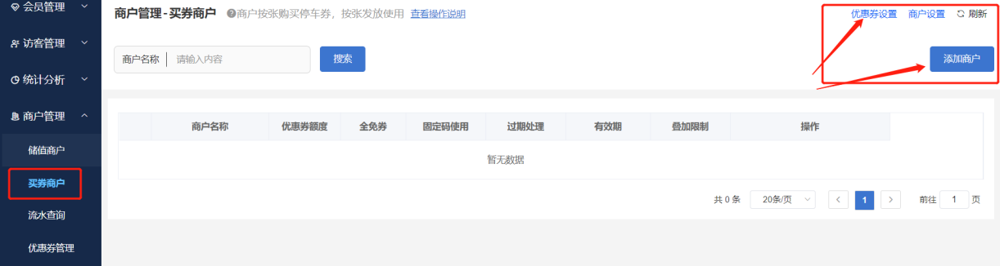 会员管理
访客管理
统计分析
商户管理
储值商户
买券商户
流水查询
优惠券管理
商户管理-买券商户 商户按张购买停车券，按张发放使用 查看操作说明
优惠券设置 商户设置 刷新
商户名称 请输入内容 搜索
添加商户
商户名称 优惠券额度 全免券 固定码使用 过期处理 有效期 叠加限制 操作
暂无数据
共 0 条 20条/页 1 前往 1 页